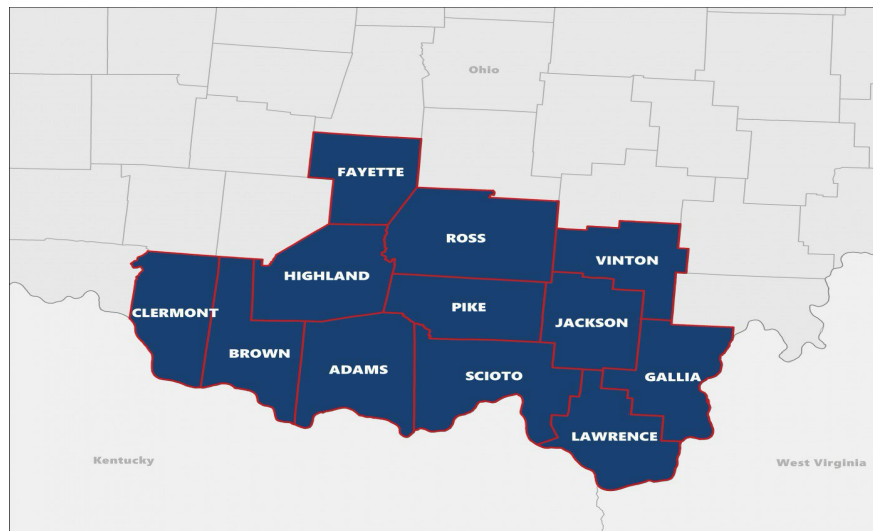 Ohio
FAYETTE
ROSS
VINTON
HIGHLAND
CLERMONT
PIKE
JACKSON
BROWN
ADAMS
SCIOTO
GALLIA
LAWRENCE
Kentucky
West Virginia